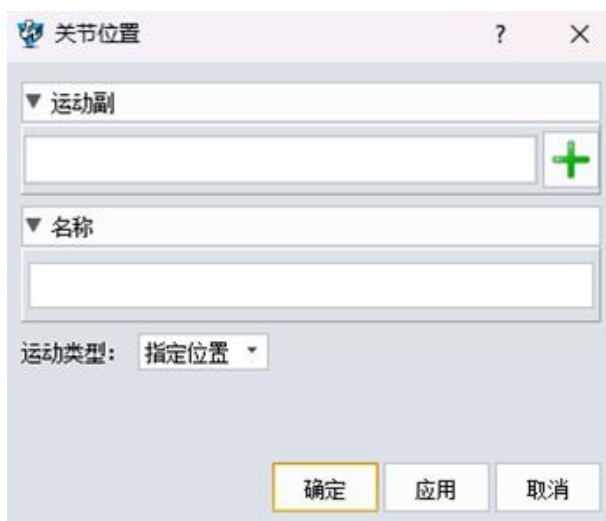 关节位置
运动副
名称
运动类型： 指定位置
确定 应用 取消